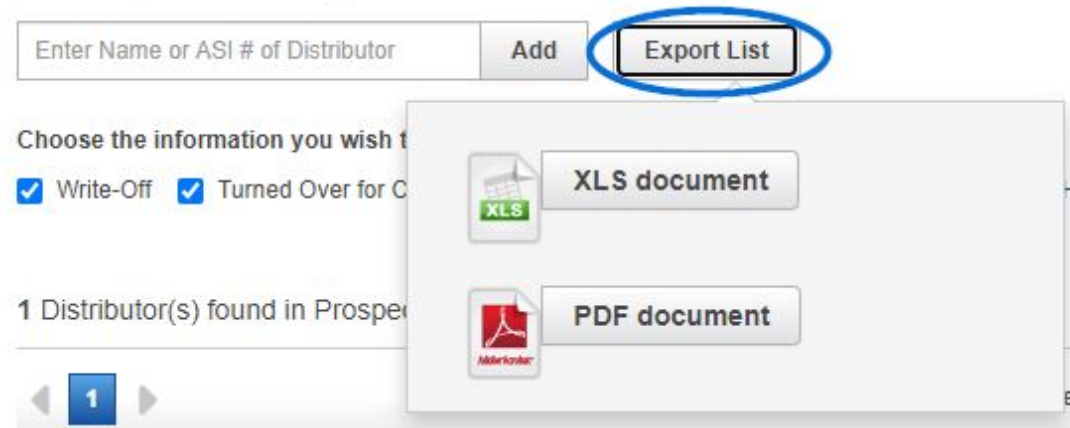 Enter Name or ASI # of Distributor Add Export List
Choose the information you wish t
Write-Off Turned Over for C
XLS XLS document
1 Distributor(s) found in Prospe
PDF document
1